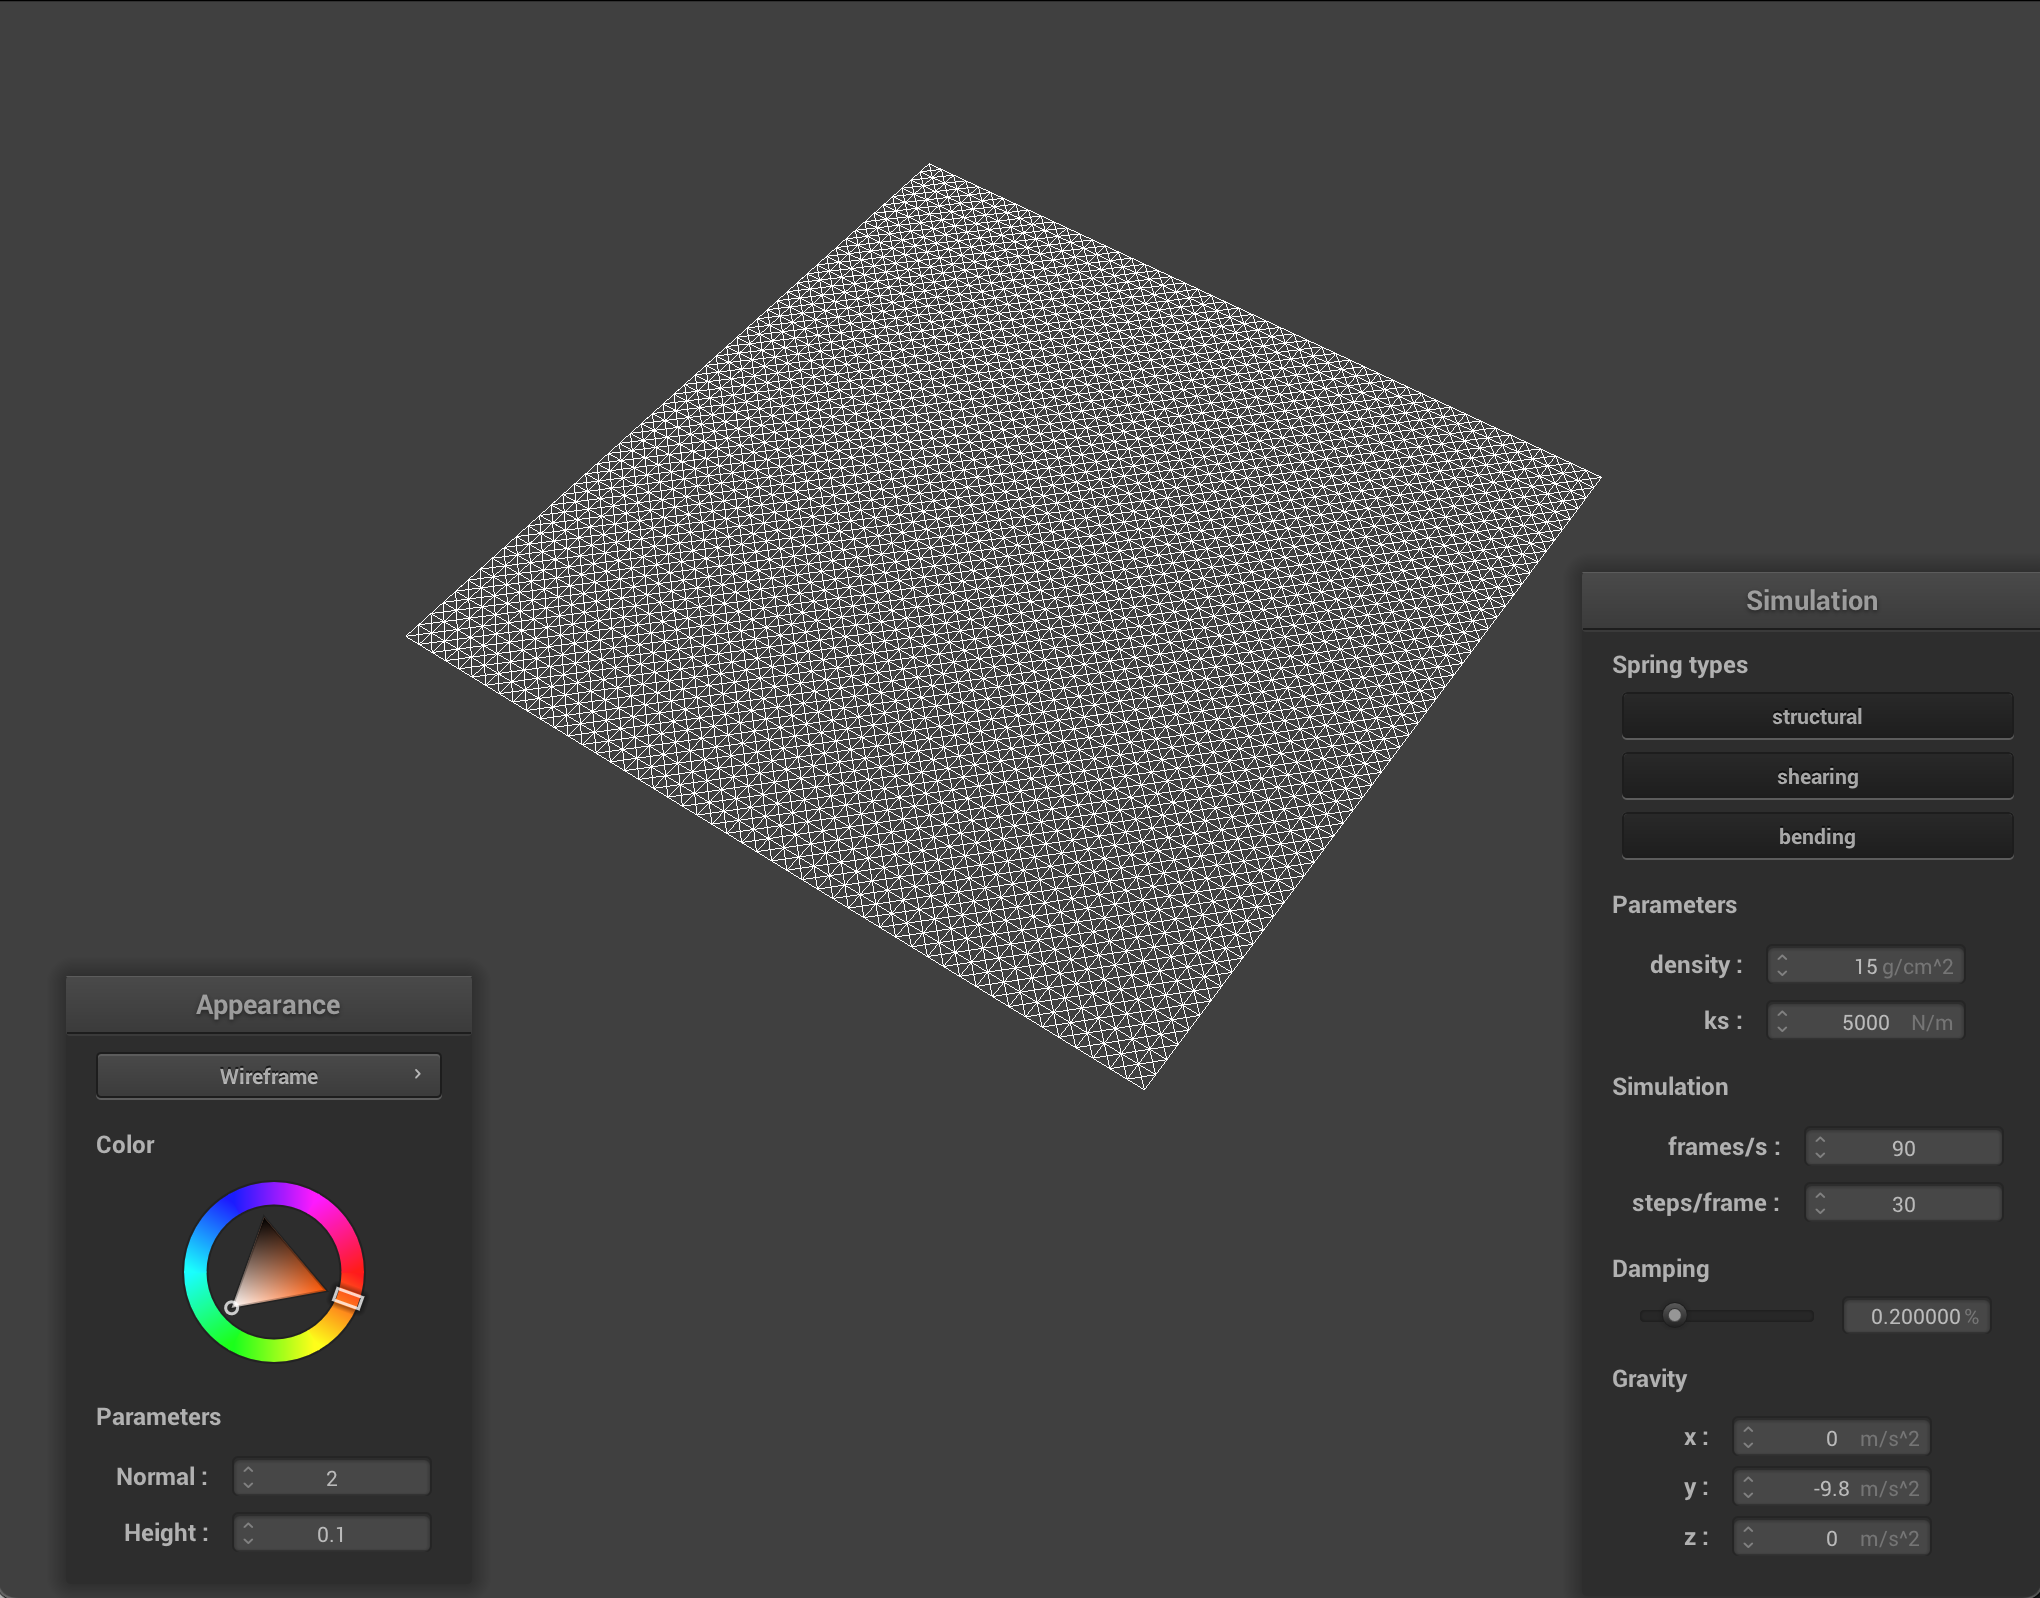 Simulation
Spring types
structural
shearing
bending
Parameters
density : 15 g/cm^2
ks : 5000 N/m
Simulation
frames/s : 90
steps/frame : 30
Damping
0.200000 %
Gravity
x : 0 m/s^2
y : -9.8 m/s^2
z : 0 m/s^2
Appearance
Wireframe
Color
Parameters
Normal : 2
Height : 0.1